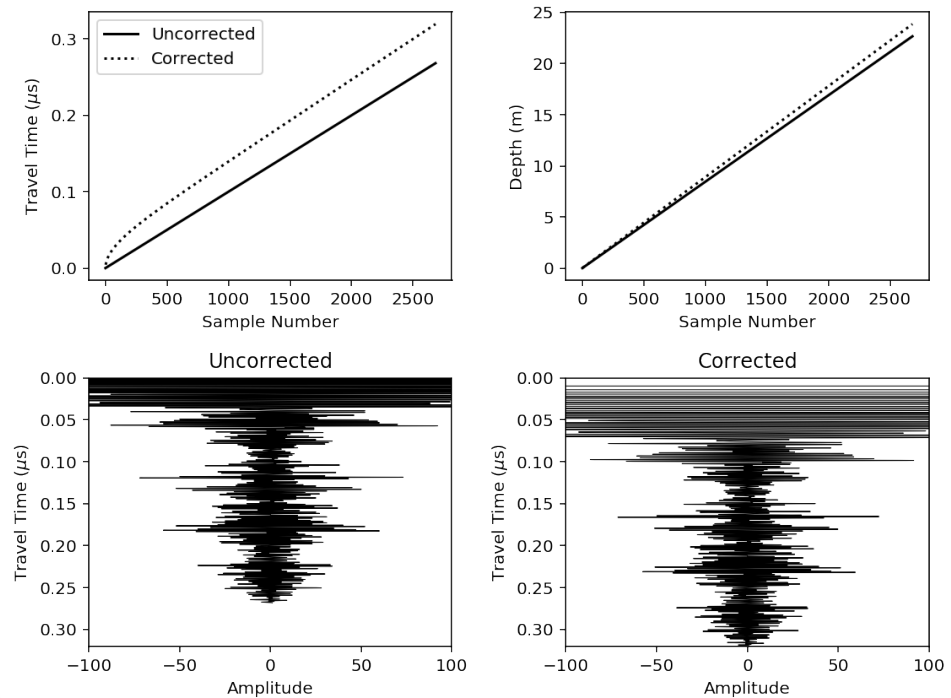 Travel Time (μs)
0.3
0.2
0.1
0.0
Uncorrected
Corrected
0 500 1000 1500 2000 2500
Sample Number
Depth (m)
25
20
15
10
5
0
0 500 1000 1500 2000 2500
Sample Number
Uncorrected
Travel Time (μs)
0.00
0.05
0.10
0.15
0.20
0.25
0.30
−100 −50 0 50 100
Amplitude
Corrected
Travel Time (μs)
0.00
0.05
0.10
0.15
0.20
0.25
0.30
−100 −50 0 50 100
Amplitude